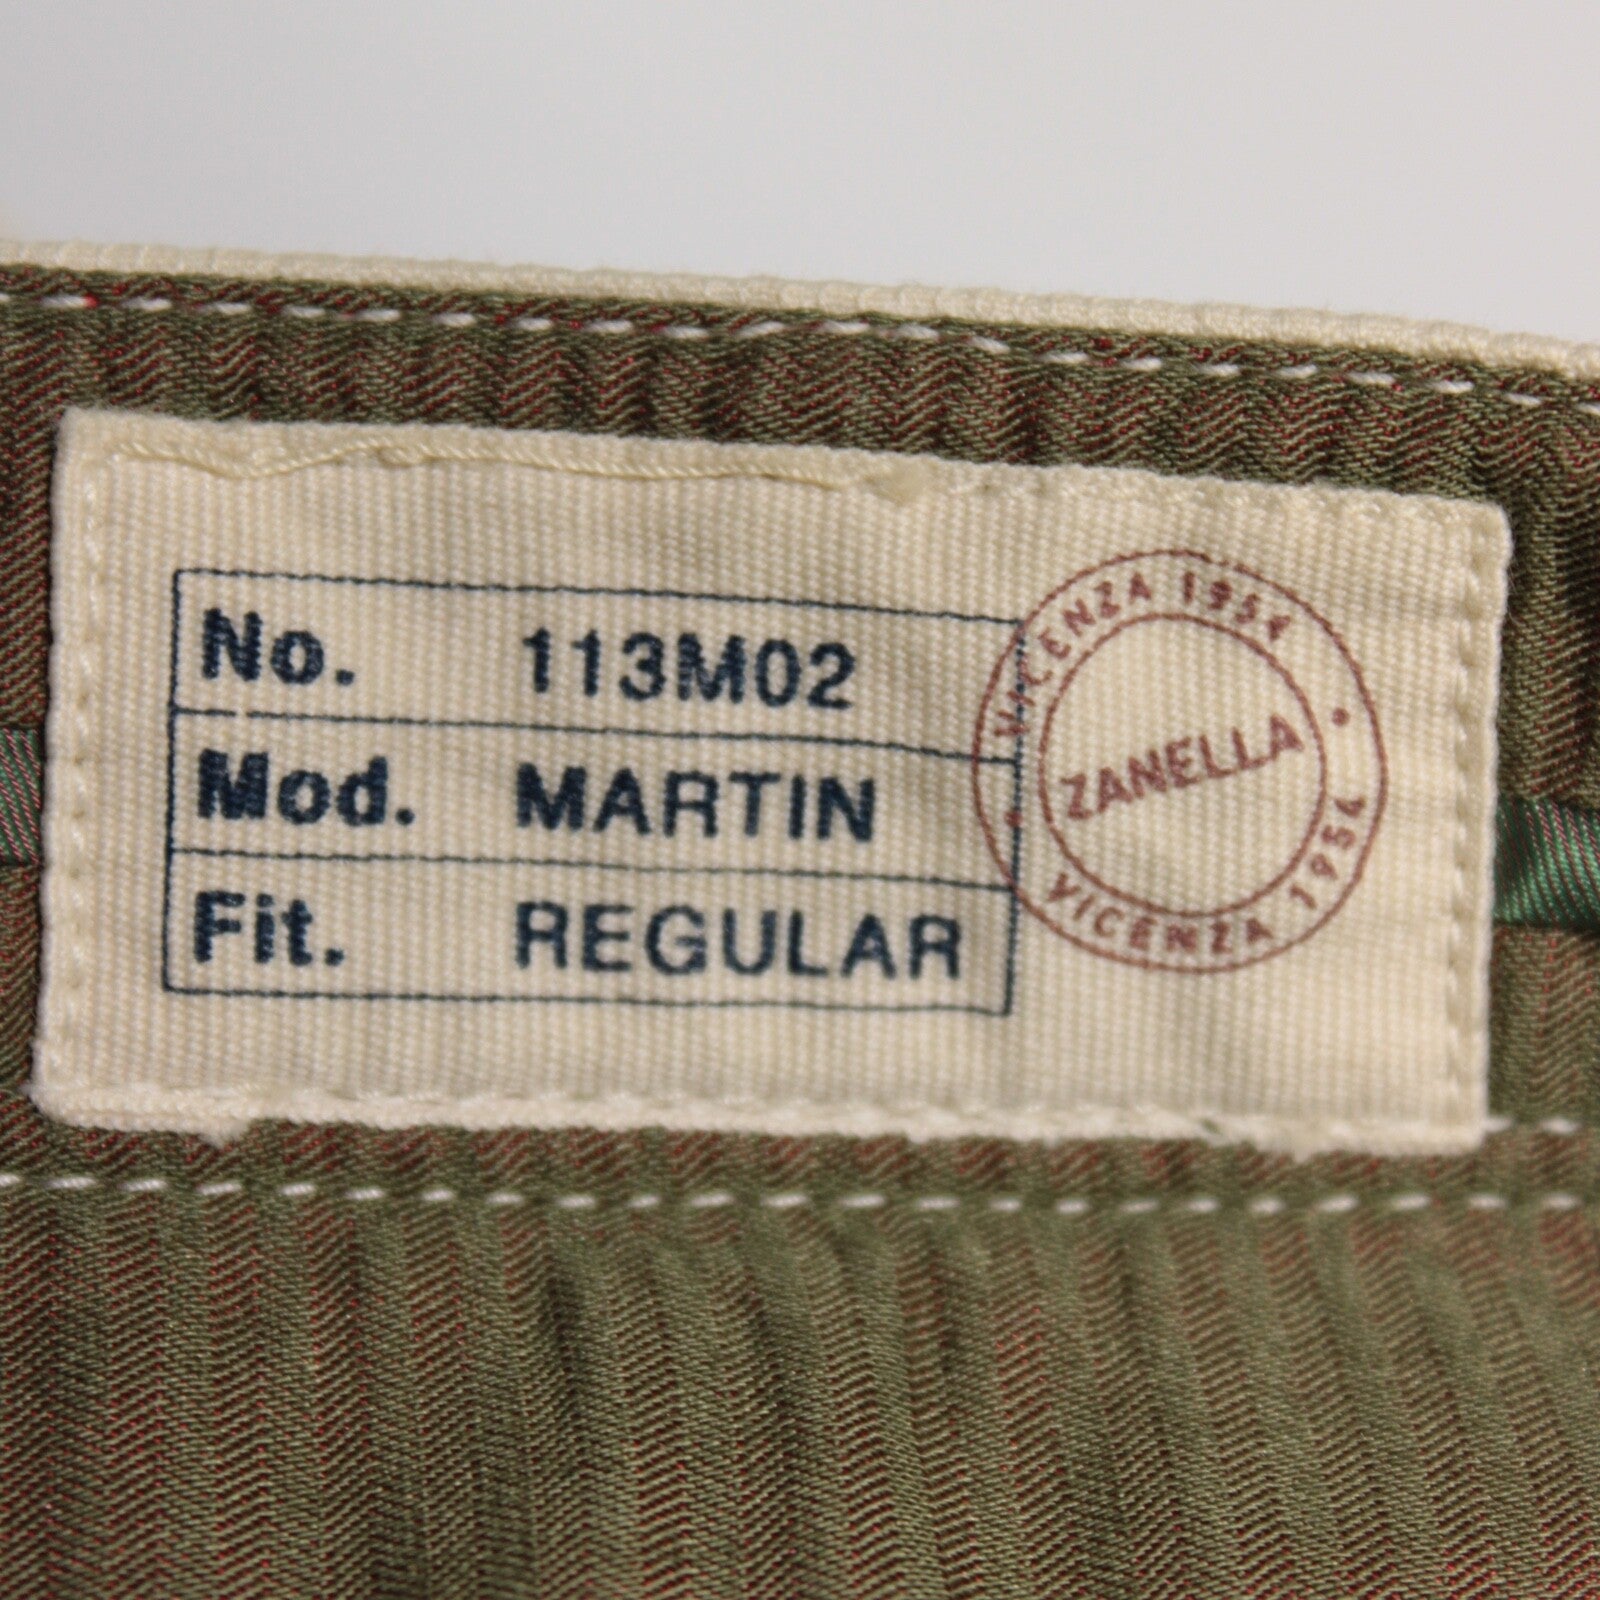 No. 113M02
Mod. MARTIN
Fit. REGULAR
VICENZA 1954
ZANELLA
VICENZA 1954